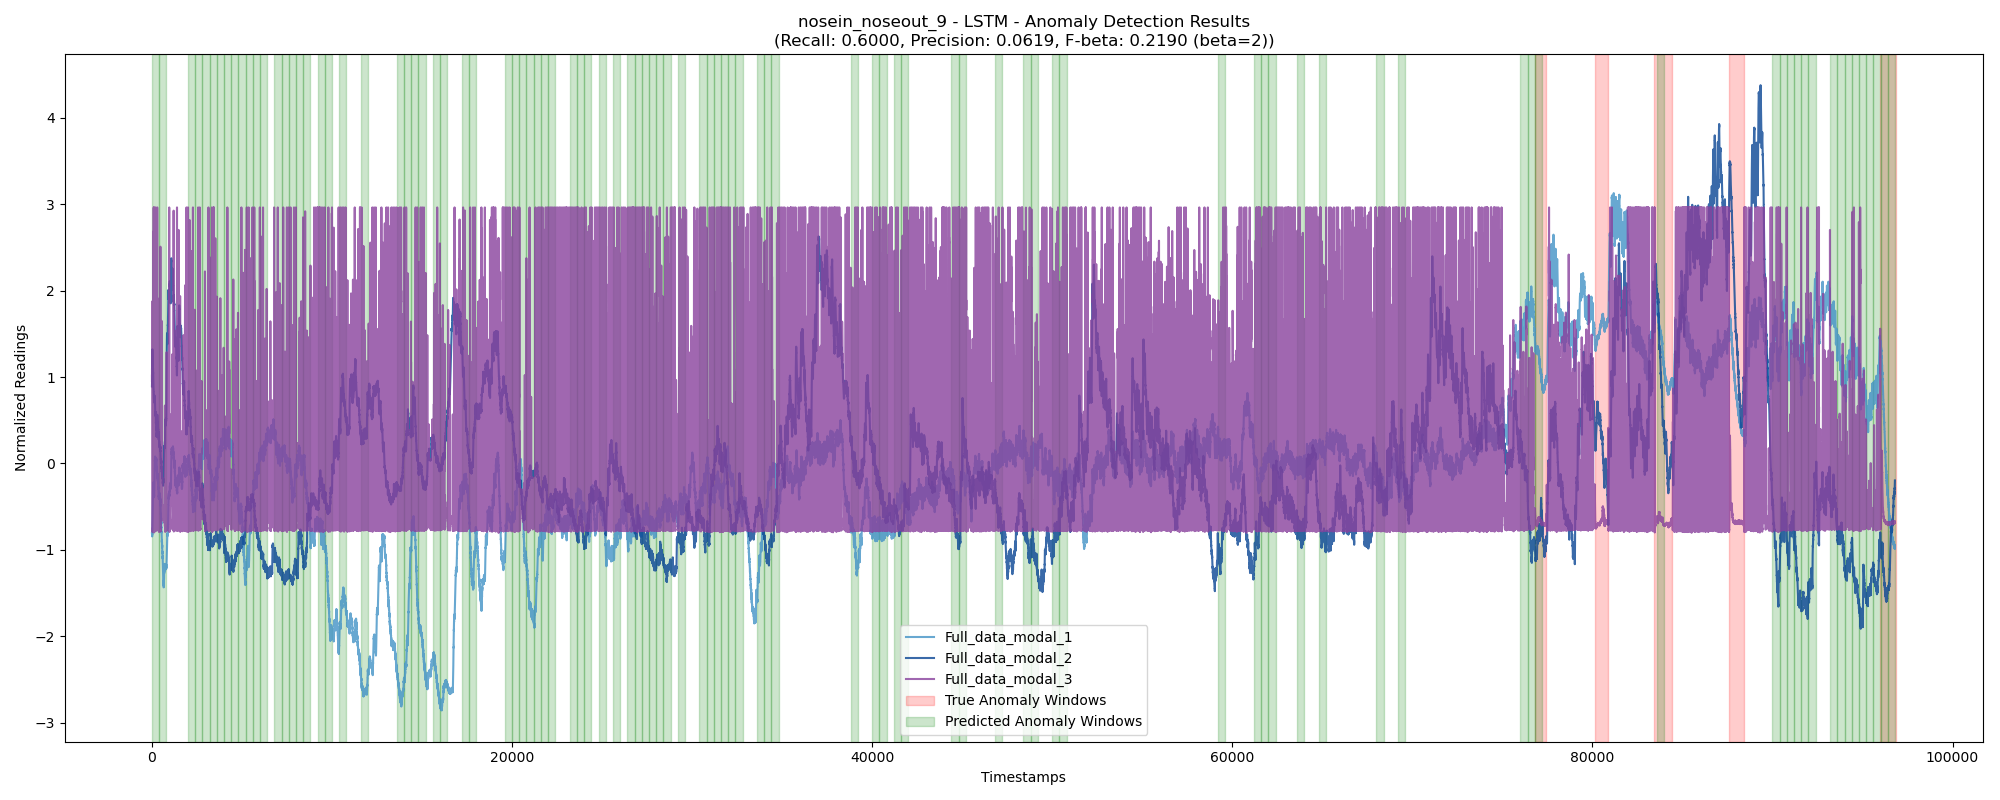 nosein_noseout_9 - LSTM - Anomaly Detection Results
(Recall: 0.6000, Precision: 0.0619, F-beta: 0.2190 (beta=2))
Normalized Readings
4
3
2
1
0
−1
−2
−3
Full_data_modal_1
Full_data_modal_2
Full_data_modal_3
True Anomaly Windows
Predicted Anomaly Windows
0
20000
40000
60000
80000
100000
Timestamps